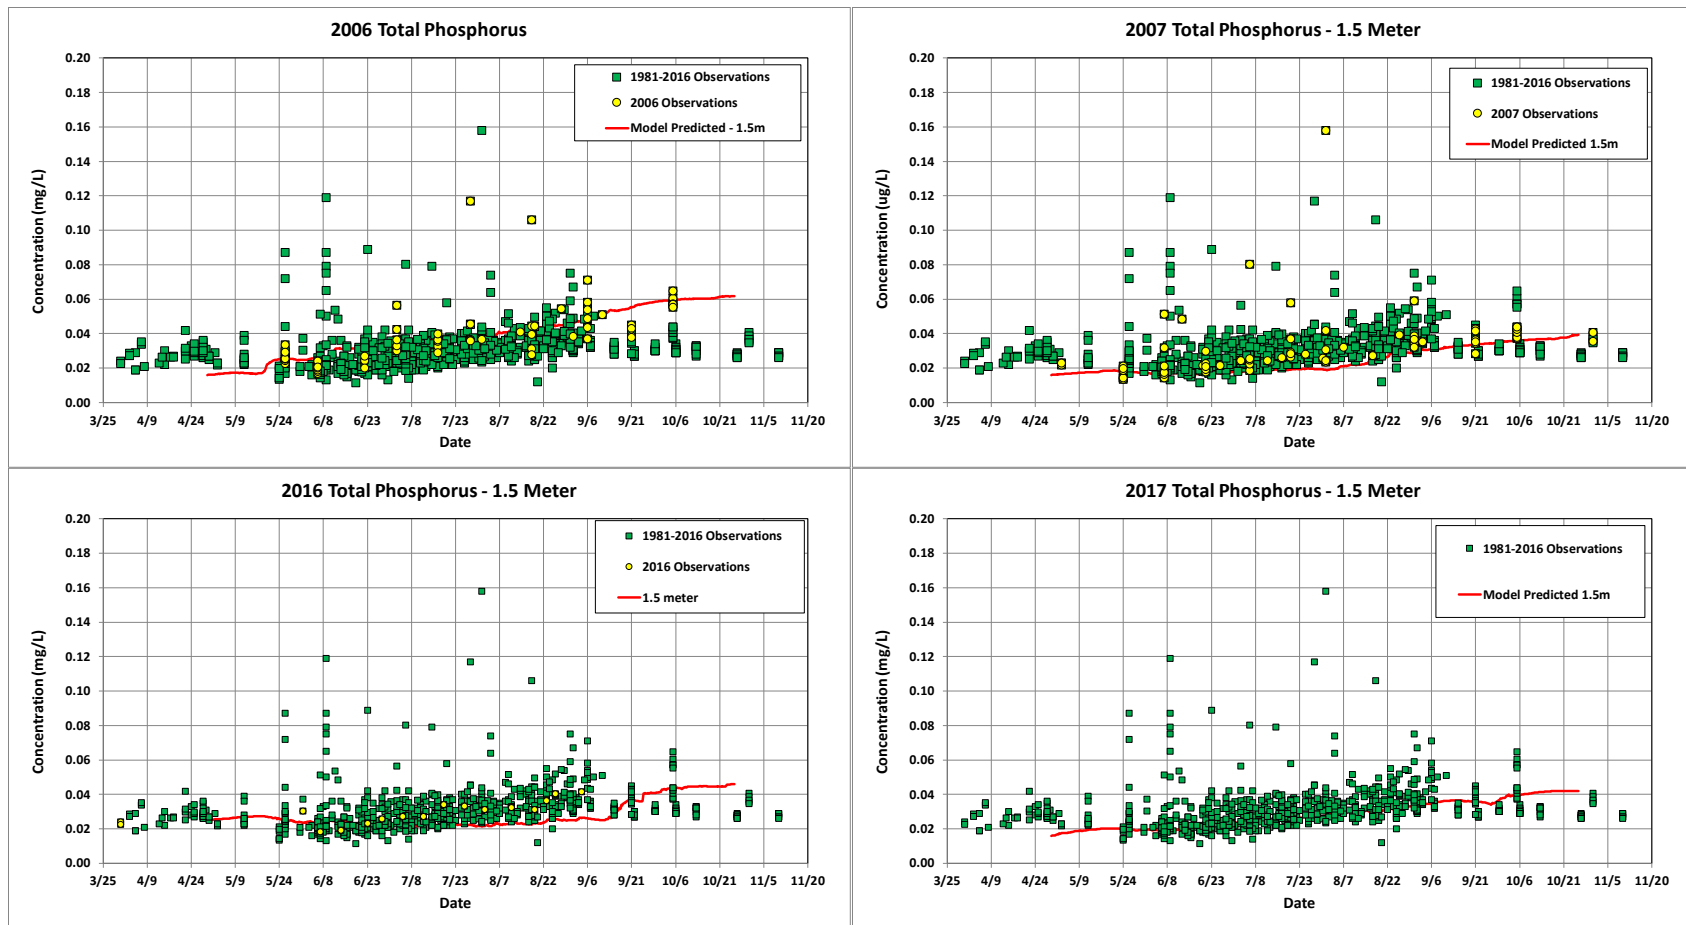 2006 Total Phosphorus
Concentration (mg/L)
0.20
0.18
0.16
0.14
0.12
0.10
0.08
0.06
0.04
0.02
0.00
1981-2016 Observations
2006 Observations
Model Predicted - 1.5m
3/25 4/9 4/24 5/9 5/24 6/8 6/23 7/8 7/23 8/7 8/22 9/6 9/21 10/6 10/21 11/5 11/20
Date
2007 Total Phosphorus - 1.5 Meter
Concentration (ug/L)
0.20
0.18
0.16
0.14
0.12
0.10
0.08
0.06
0.04
0.02
0.00
1981-2016 Observations
2007 Observations
Model Predicted 1.5m
3/25 4/9 4/24 5/9 5/24 6/8 6/23 7/8 7/23 8/7 8/22 9/6 9/21 10/6 10/21 11/5 11/20
Date
2016 Total Phosphorus - 1.5 Meter
Concentration (mg/L)
0.20
0.18
0.16
0.14
0.12
0.10
0.08
0.06
0.04
0.02
0.00
1981-2016 Observations
2016 Observations
1.5 meter
3/25 4/9 4/24 5/9 5/24 6/8 6/23 7/8 7/23 8/7 8/22 9/6 9/21 10/6 10/21 11/5 11/20
Date
2017 Total Phosphorus - 1.5 Meter
Concentration (mg/L)
0.20
0.18
0.16
0.14
0.12
0.10
0.08
0.06
0.04
0.02
0.00
1981-2016 Observations
Model Predicted 1.5m
3/25 4/9 4/24 5/9 5/24 6/8 6/23 7/8 7/23 8/7 8/22 9/6 9/21 10/6 10/21 11/5 11/20
Date